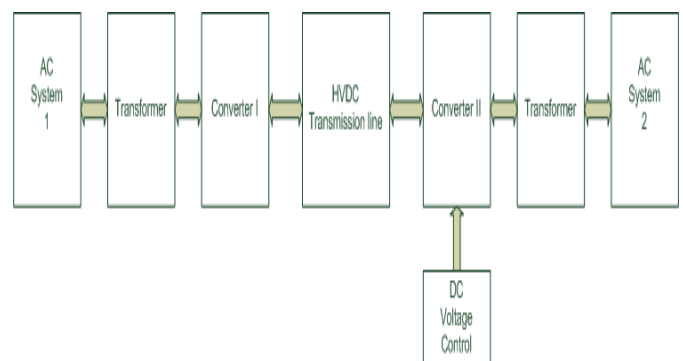 AC
System
1
Transformer
Converter I
HVDC
Transmission line
Converter II
Transformer
AC
System
2
DC
Voltage
Control